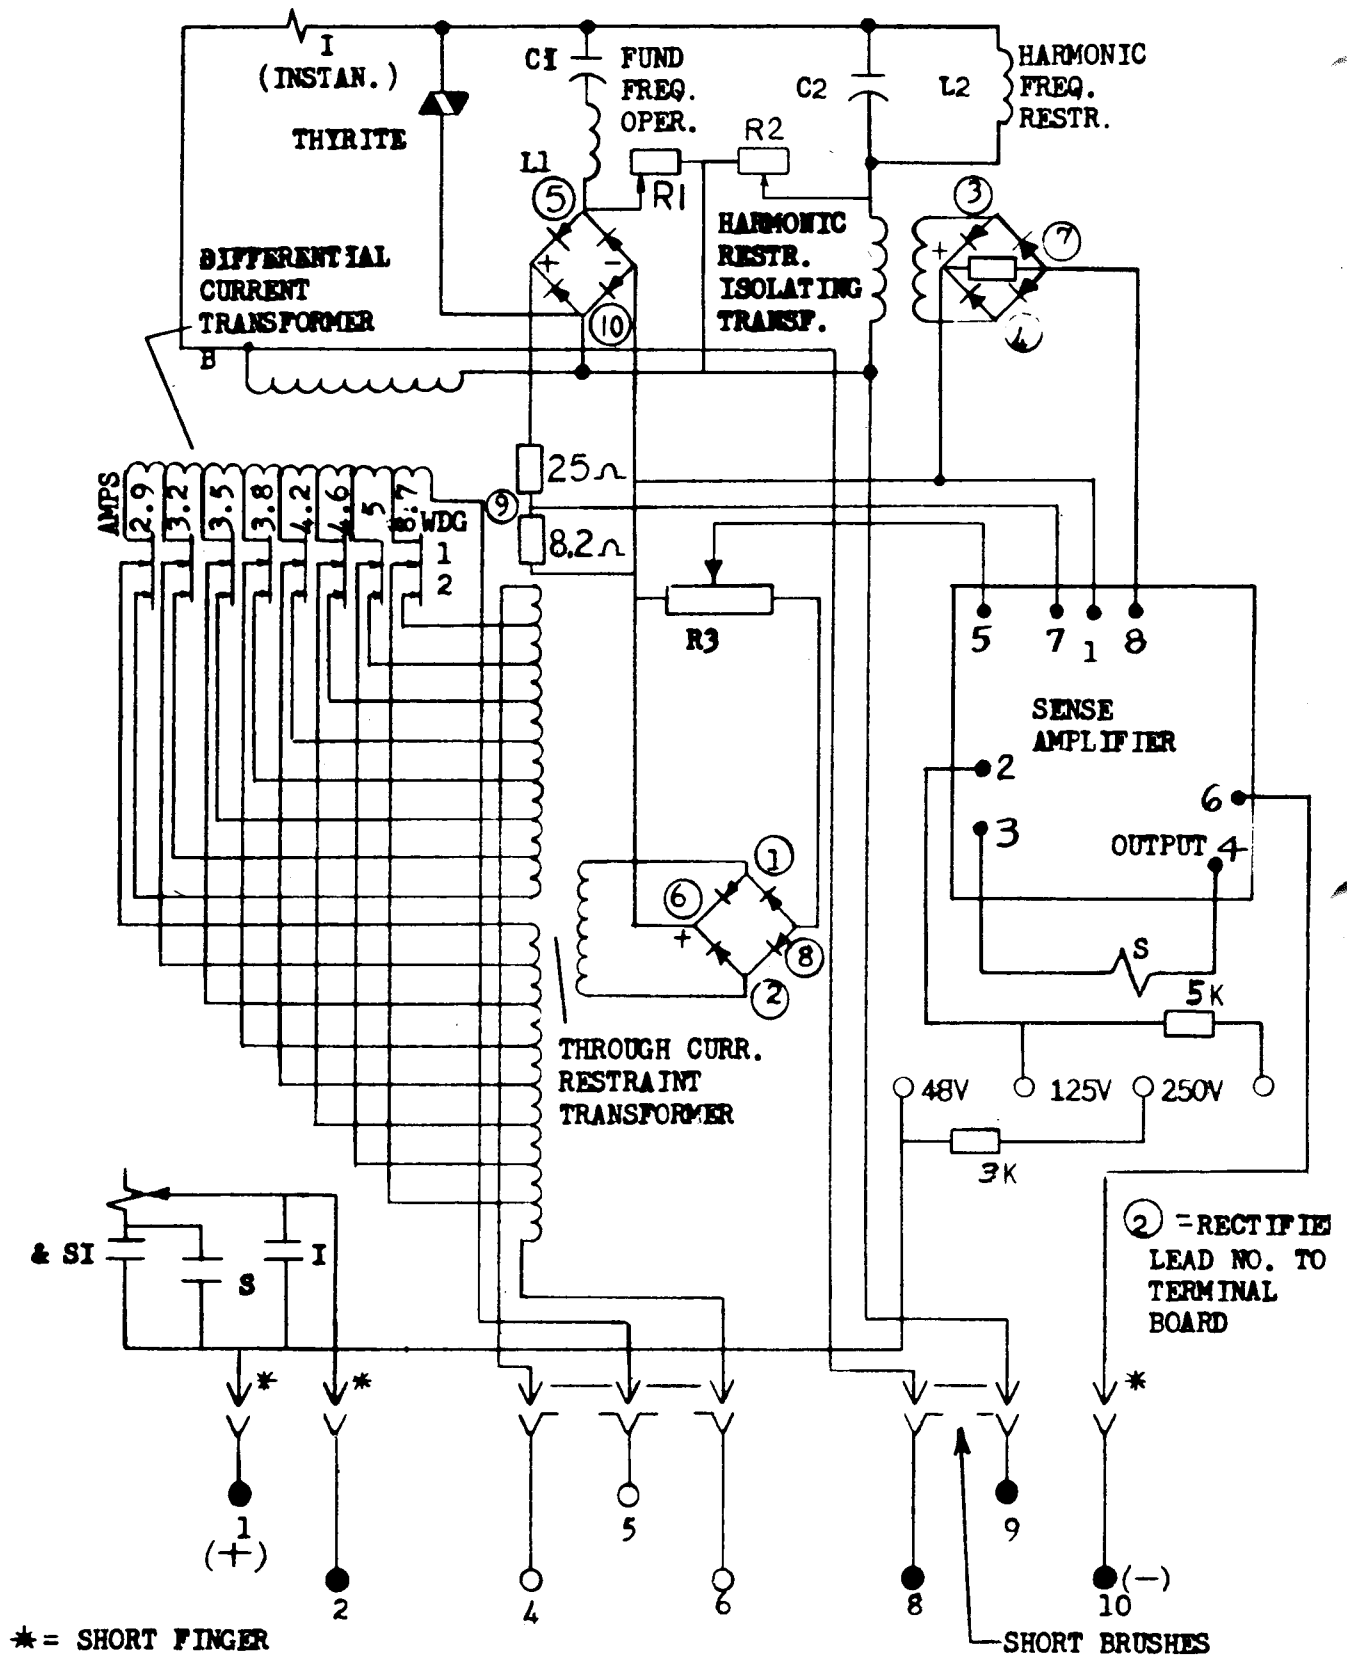 I
(INSTAN.)
THYRITE
C1
FUND
FREQ.
OPER.
L1
R1
R2
C2
L2
HARMONIC
FREQ.
RESTR.
5
+
-
10
HARMONIC
RESTR.
ISOLATING
TRANSF.
3
7
+
4
DIFFERENTIAL
CURRENT
TRANSFORMER
B
AMPS
2.9
3.2
3.5
3.8
4.2
4.6
5
8.7
WDG
1
2
9
25Ω
8.2Ω
R3
5
7
1
8
SENSE
AMPLIFIER
2
3
6
OUTPUT 4
S
5K
1
6
+
8
2
THROUGH CURR.
RESTRAINT
TRANSFORMER
48V
125V
250V
3K
& SI
S
I
2 =RECTIFIE
LEAD NO. TO
TERMINAL
BOARD
*
*
*
1
(+)
2
4
5
6
8
9
10
(-)
*= SHORT FINGER
SHORT BRUSHES